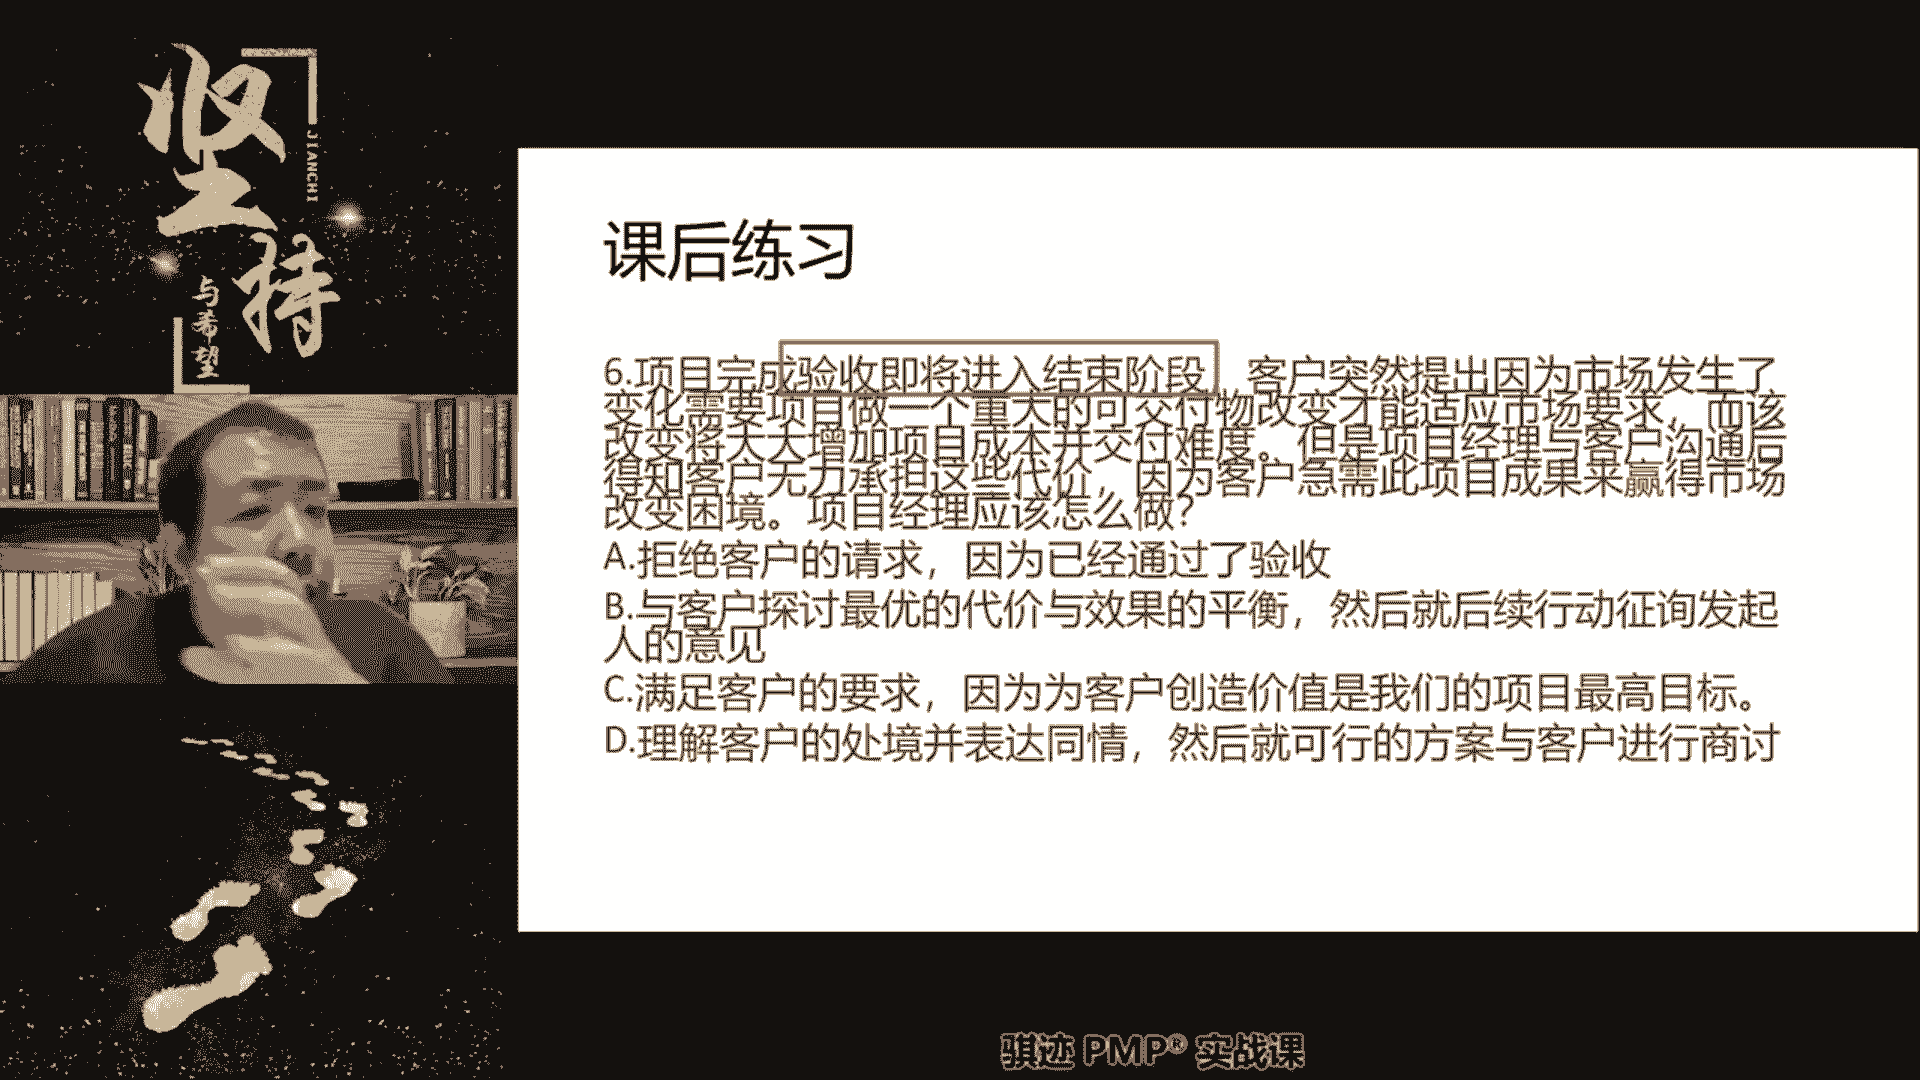 坚持
JIANCHI
与希望
课后练习
6.项目完成验收即将进入结束阶段，客户突然提出因为市场发生了
变化需要项目做一个重大的可交付物改变才能适应市场要求，而该
改变将大大增加项目成本并交付难度。但是项目经理与客户沟通后
得知客户无力承担这些代价，因为客户急需此项目成果来赢得市场
改变困境。项目经理应该怎么做？
A.拒绝客户的请求，因为已经通过了验收
B.与客户探讨最优的代价与效果的平衡，然后就后续行动征询发起
人的意见
C.满足客户的要求，因为为客户创造价值是我们的项目最高目标。
D.理解客户的处境并表达同情，然后就可行的方案与客户进行商讨
骐迹 PMP® 实战课